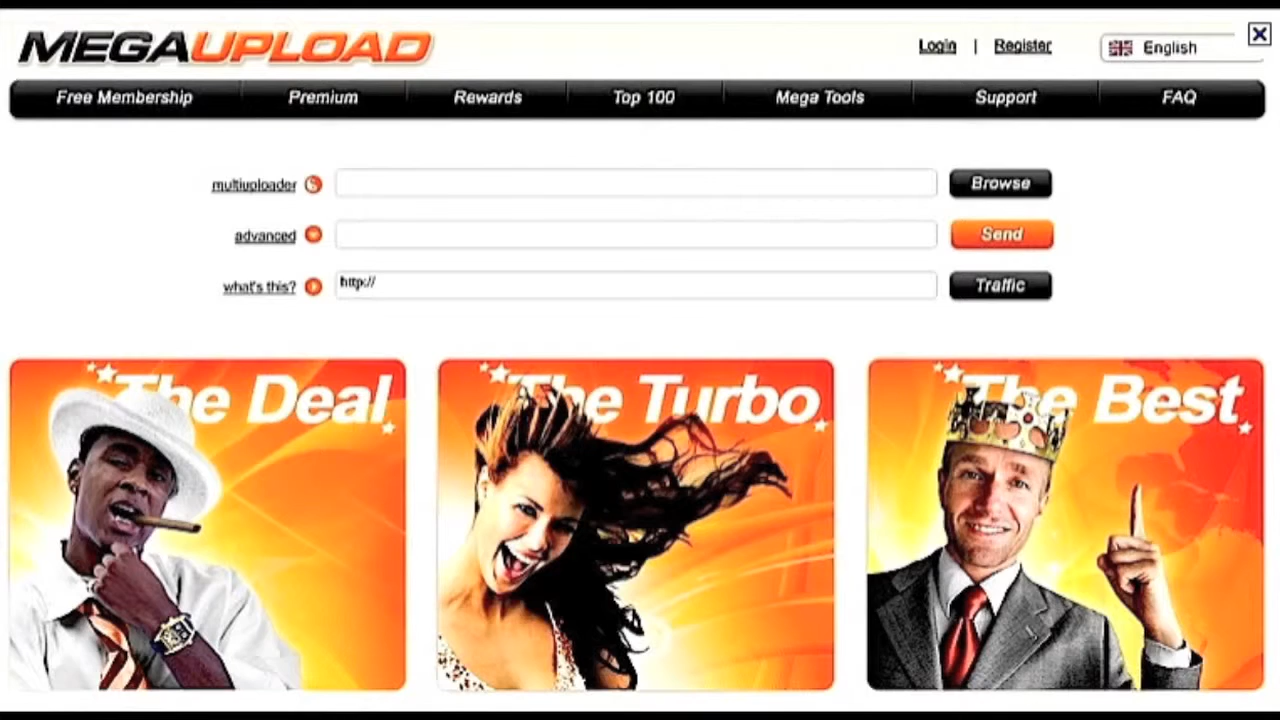 MEGAUPLOAD
Login | Register
English
Free Membership
Premium
Rewards
Top 100
Mega Tools
Support
FAQ
multiuploader
Browse
advanced
Send
what's this?
http://
Traffic
The Deal
The Turbo
The Best